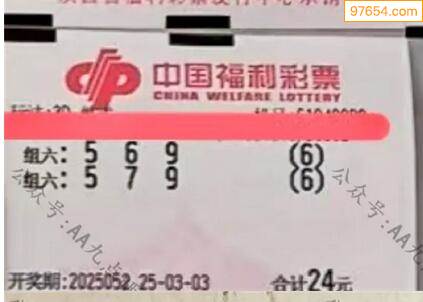 97654.com
中国福利彩票
CHINA WELFARE LOTTERY
组六: 5 6 9 (6)
组六: 5 7 9 (6)
公众号:AA九
公众号:AA九点
开奖期:2025052 25-03-03 合计24元